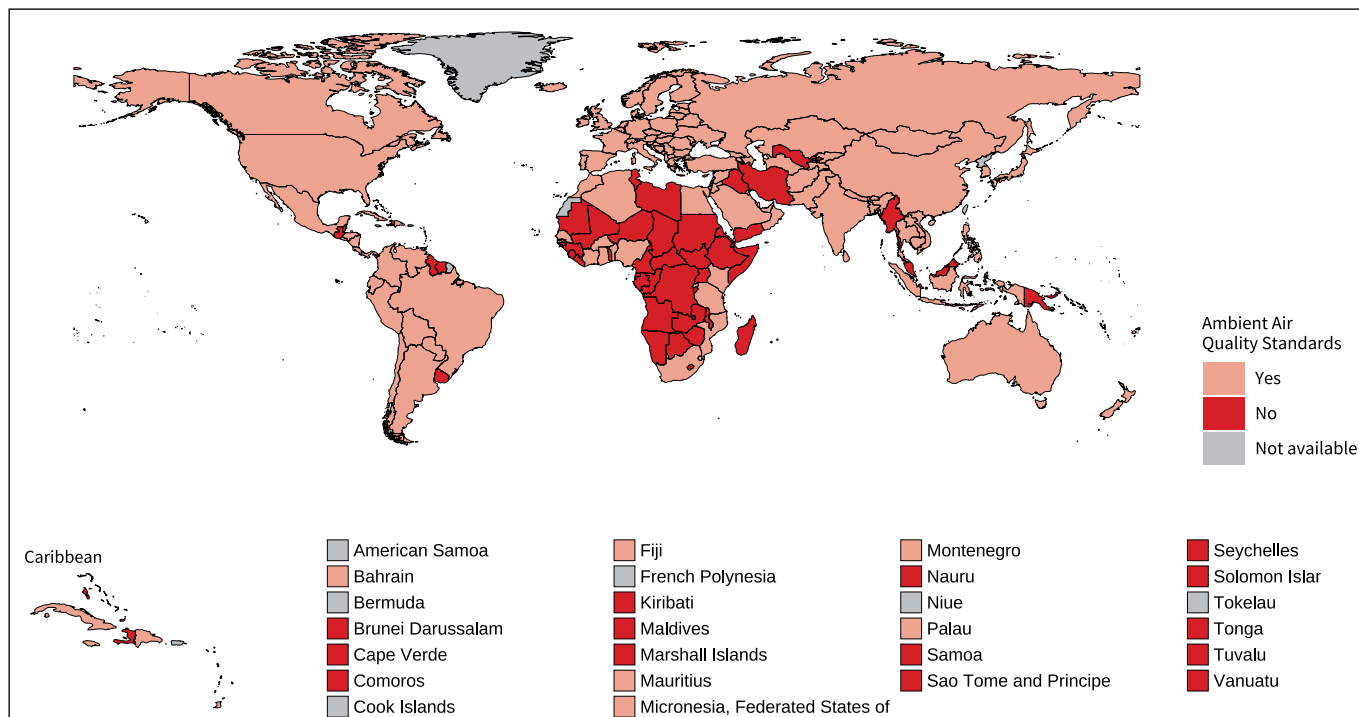 Ambient Air
Quality Standards
Yes
No
Not available
Caribbean
American Samoa
Bahrain
Bermuda
Brunei Darussalam
Cape Verde
Comoros
Cook Islands
Fiji
French Polynesia
Kiribati
Maldives
Marshall Islands
Mauritius
Micronesia, Federated States of
Montenegro
Nauru
Niue
Palau
Samoa
Sao Tome and Principe
Seychelles
Solomon Islar
Tokelau
Tonga
Tuvalu
Vanuatu